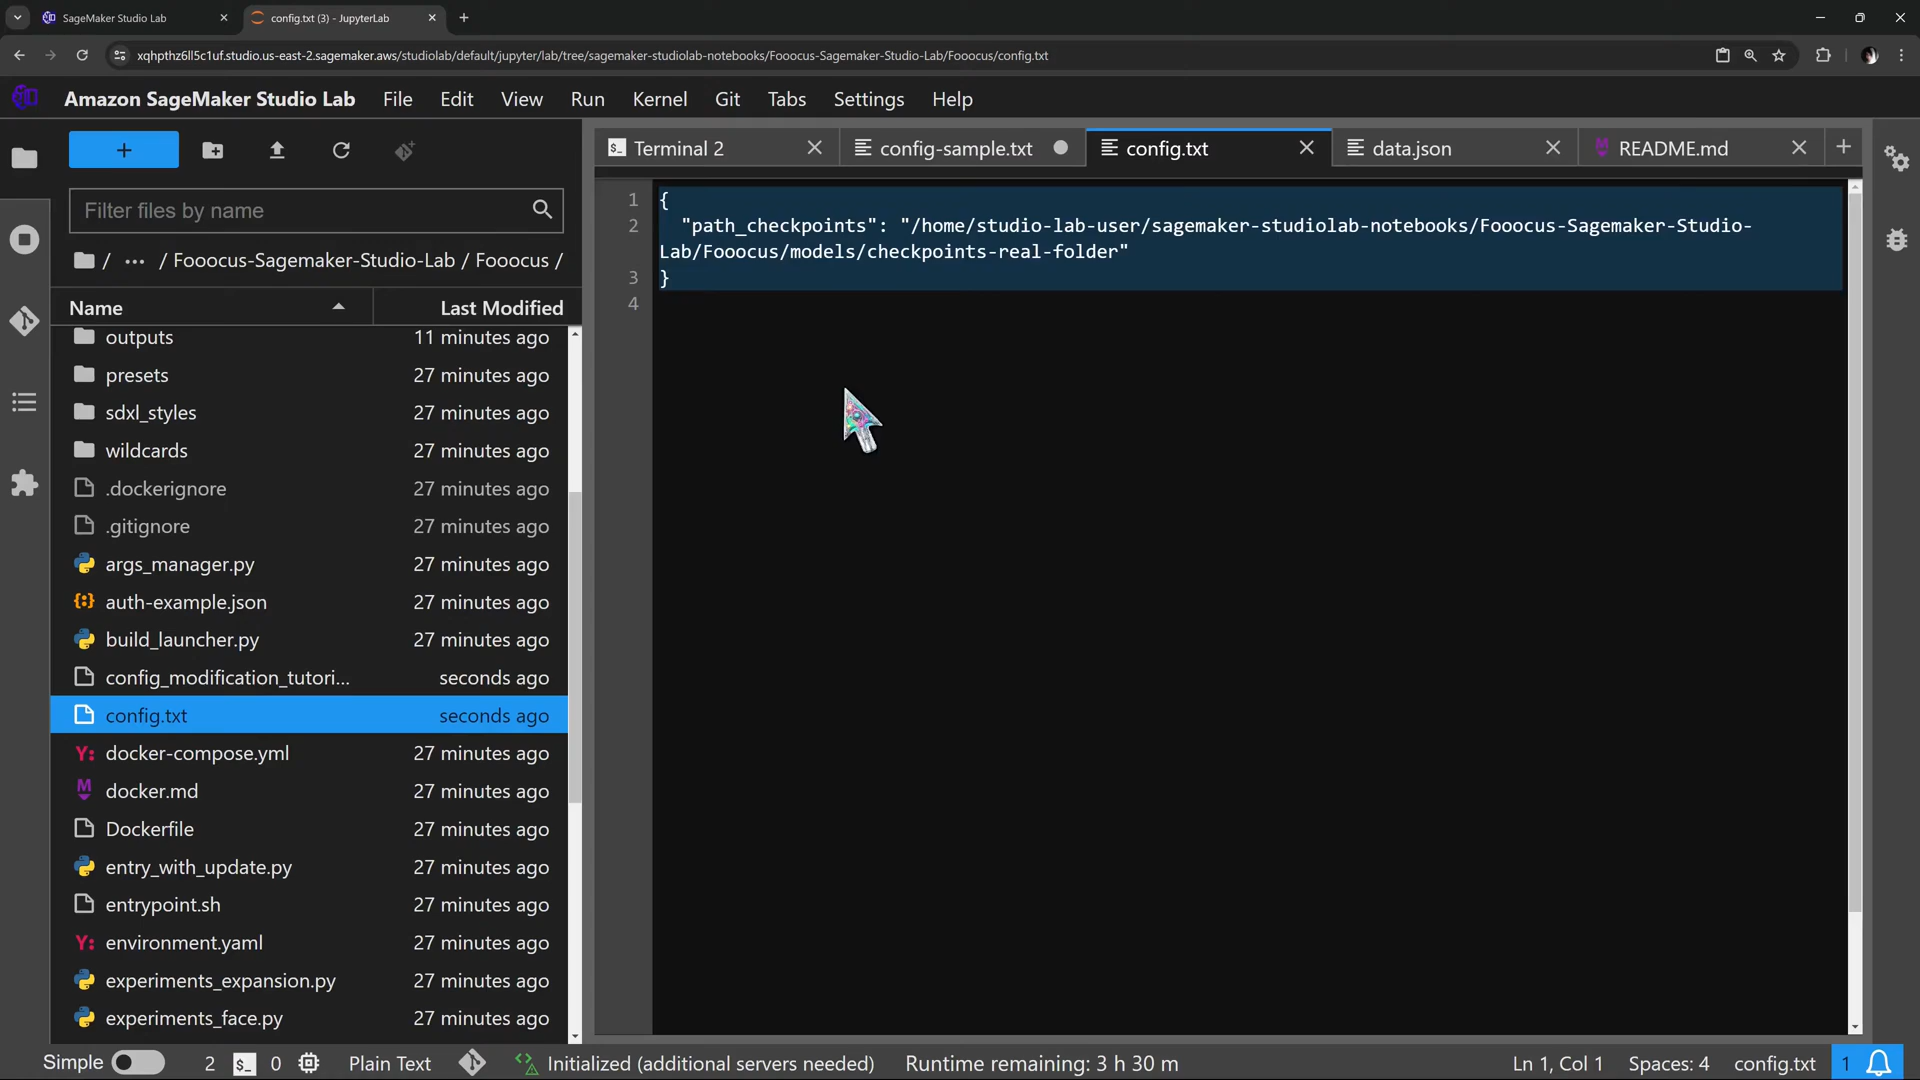 SageMaker Studio Lab
config.txt (3) - JupyterLab
xqhpthz6ll5c1uf.studio.us-east-2.sagemaker.aws/studiolab/default/jupyter/lab/tree/sagemaker-studiolab-notebooks/Fooocus-Sagemaker-Studio-Lab/Fooocus/config.txt
Amazon SageMaker Studio Lab File Edit View Run Kernel Git Tabs Settings Help
Terminal 2
config-sample.txt
config.txt
data.json
README.md
Filter files by name
/ ··· / Fooocus-Sagemaker-Studio-Lab / Fooocus /
Name Last Modified
outputs 11 minutes ago
presets 27 minutes ago
sdxl_styles 27 minutes ago
wildcards 27 minutes ago
.dockerignore 27 minutes ago
.gitignore 27 minutes ago
args_manager.py 27 minutes ago
auth-example.json 27 minutes ago
build_launcher.py 27 minutes ago
config_modification_tutori... seconds ago
config.txt seconds ago
docker-compose.yml 27 minutes ago
docker.md 27 minutes ago
Dockerfile 27 minutes ago
entry_with_update.py 27 minutes ago
entrypoint.sh 27 minutes ago
environment.yaml 27 minutes ago
experiments_expansion.py 27 minutes ago
experiments_face.py 27 minutes ago
1 {
2 "path_checkpoints": "/home/studio-lab-user/sagemaker-studiolab-notebooks/Fooocus-Sagemaker-Studio-
Lab/Fooocus/models/checkpoints-real-folder"
3 }
4
Simple 2 0 Plain Text Initialized (additional servers needed) Runtime remaining: 3 h 30 m Ln 1, Col 1 Spaces: 4 config.txt 1